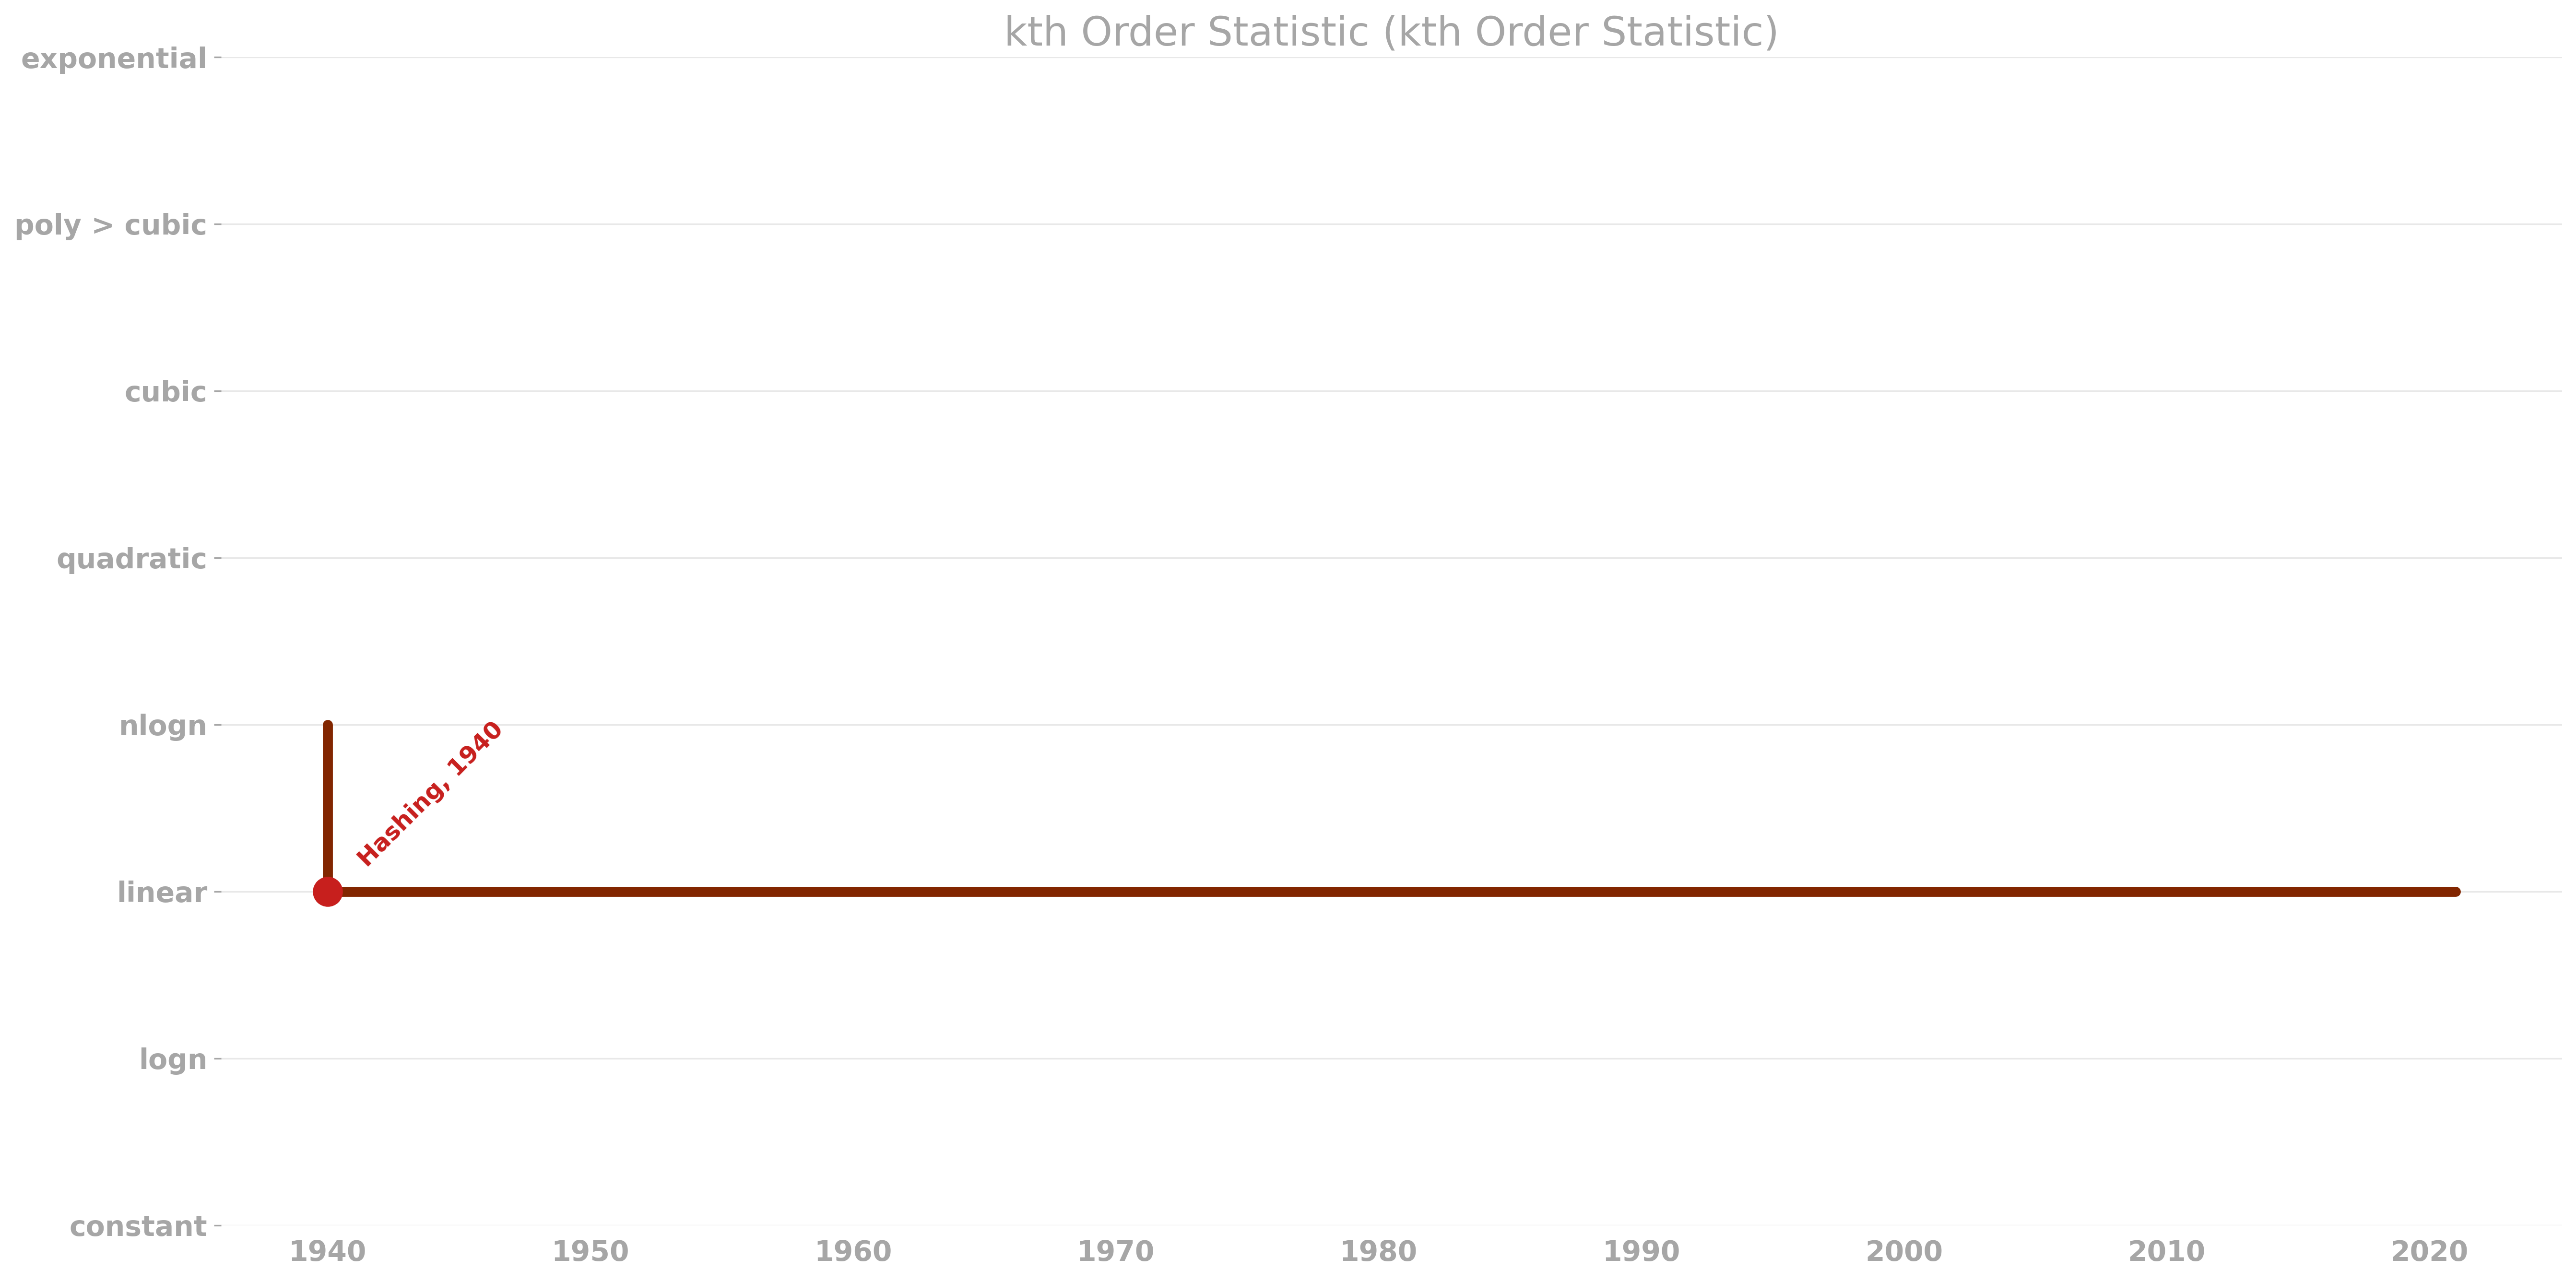 kth Order Statistic (kth Order Statistic)
exponential
poly > cubic
cubic
quadratic
nlogn
Hashing, 1940
linear
logn
constant
1940 1950 1960 1970 1980 1990 2000 2010 2020